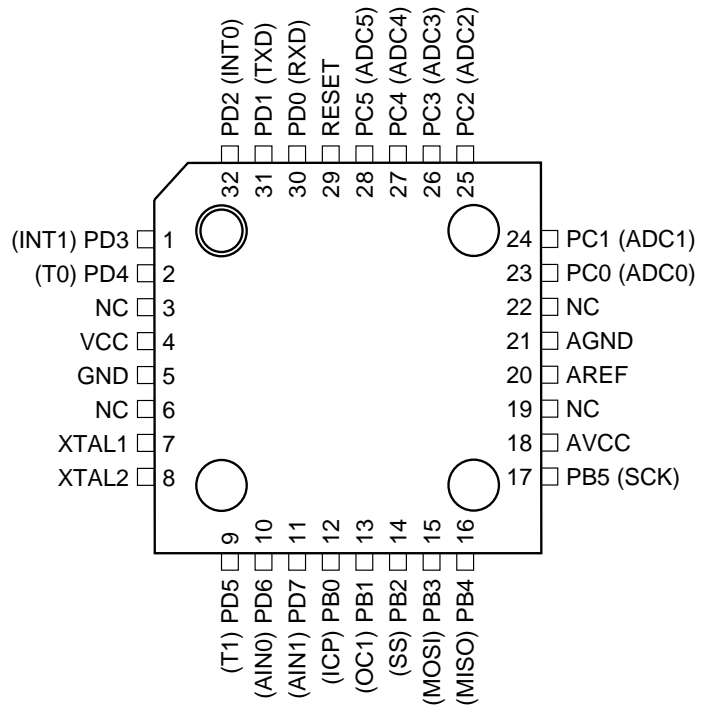 PD2 (INT0)
PD1 (TXD)
PD0 (RXD)
RESET
PC5 (ADC5)
PC4 (ADC4)
PC3 (ADC3)
PC2 (ADC2)
32
31
30
29
28
27
26
25
(INT1) PD3 1
(T0) PD4 2
NC 3
VCC 4
GND 5
NC 6
XTAL1 7
XTAL2 8
24 PC1 (ADC1)
23 PC0 (ADC0)
22 NC
21 AGND
20 AREF
19 NC
18 AVCC
17 PB5 (SCK)
9
10
11
12
13
14
15
16
(T1) PD5
(AIN0) PD6
(AIN1) PD7
(ICP) PB0
(OC1) PB1
(SS) PB2
(MOSI) PB3
(MISO) PB4